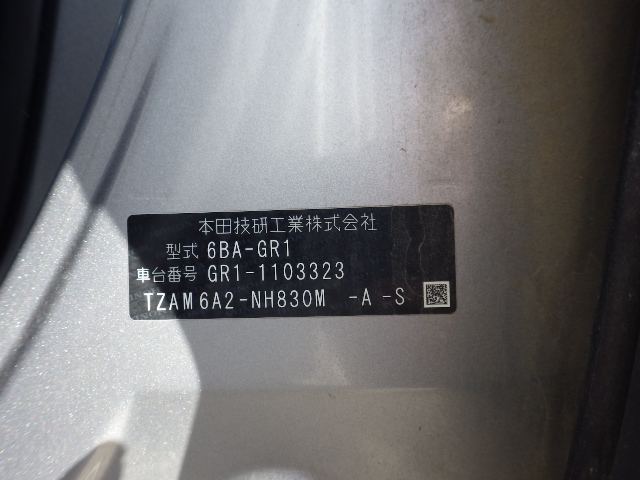 本田技研工業株式会社
型式 6BA-GR1
車台番号 GR1-1103323
TZAM6A2-NH830M -A -S